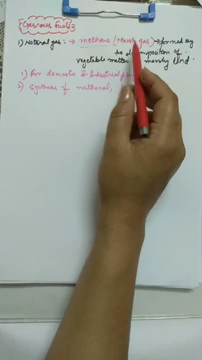 {Gaseous Fuels}
1) Natural gas :→ methane (Marshy gas) → formed by
the decomposition of
vegetable matter in marshy land.
1) For domestic & Industrial
2) Synthesis of methanol,